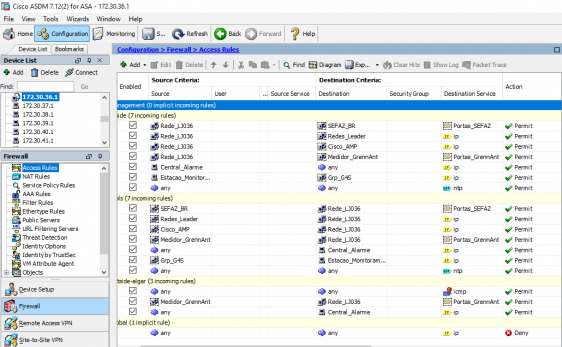 Cisco ASDM 7.12(2) for ASA - 172.30.36.1
File View Tools Wizards Window Help
Home Configuration Monitoring S... Refresh Back Forward Help
Device List Bookmarks
Configuration > Firewall > Access Rules
Device List
Add Delete Connect
Find: Go
172.30.36.1
172.30.37.1
172.30.38.1
172.30.39.1
172.30.40.1
172.30.41.1
Firewall
Access Rules
NAT Rules
Service Policy Rules
AAA Rules
Filter Rules
Ethertype Rules
Public Servers
URL Filtering Servers
Threat Detection
Identity Options
Identity by TrustSec
VM Attribute Agent
Objects
Device Setup
Firewall
Remote Access VPN
Site-to-Site VPN
Add Edit Delete Find Diagram Exp... Clear Hits Show Log Packet Trace
Enabled Source Criteria: Destination Criteria: Action
Source User ... Source Service Destination Security Group Destination Service
nagement (0 implicit incoming rules)
side (7 incoming rules)
Rede_LJ036 SEFAZ_BR Portas_SEFAZ Permit
Rede_LJ036 Redes_Leader ip Permit
Rede_LJ036 Cisco_AMP ip Permit
Rede_LJ036 Medidor_GrennAnt Portas_GrennAnt Permit
Central_Alarme any ip Permit
Estacao_Monitor... Grp_G4S ip Permit
any any ntp Permit
ls (7 incoming rules)
SEFAZ_BR Rede_LJ036 Portas_SEFAZ Permit
Redes_Leader Rede_LJ036 ip Permit
Cisco_AMP Rede_LJ036 ip Permit
Medidor_GrennAnt Rede_LJ036 Portas_GrennAnt Permit
any Central_Alarme ip Permit
Grp_G4S Estacao_Monitoram... ip Permit
any any ntp Permit
tside-algar (3 incoming rules)
any any icmp Permit
Medidor_GrennAnt Rede_LJ036 Portas_GrennAnt Permit
any Central_Alarme ip Permit
obal (1 implicit rule)
any any ip Deny